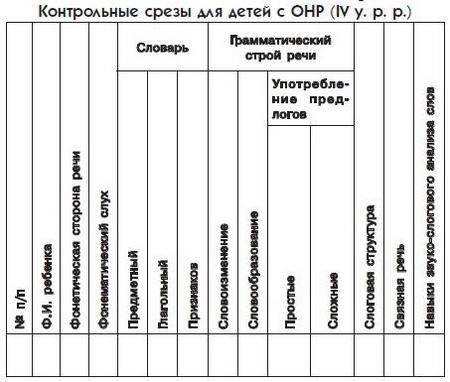 Контрольные срезы для детей с ОНР (IV у. р. р.)
Словарь
Грамматический
строй речи
Употребле-
ние пред-
логов
№ п/п
Ф.И. ребенка
Фонетическая сторона речи
Фонематический слух
Предметный
Глагольный
Признаков
Словоизменение
Словообразование
Простые
Сложные
Слоговая структура
Связная речь
Навыки звуко-слогового анализа слов